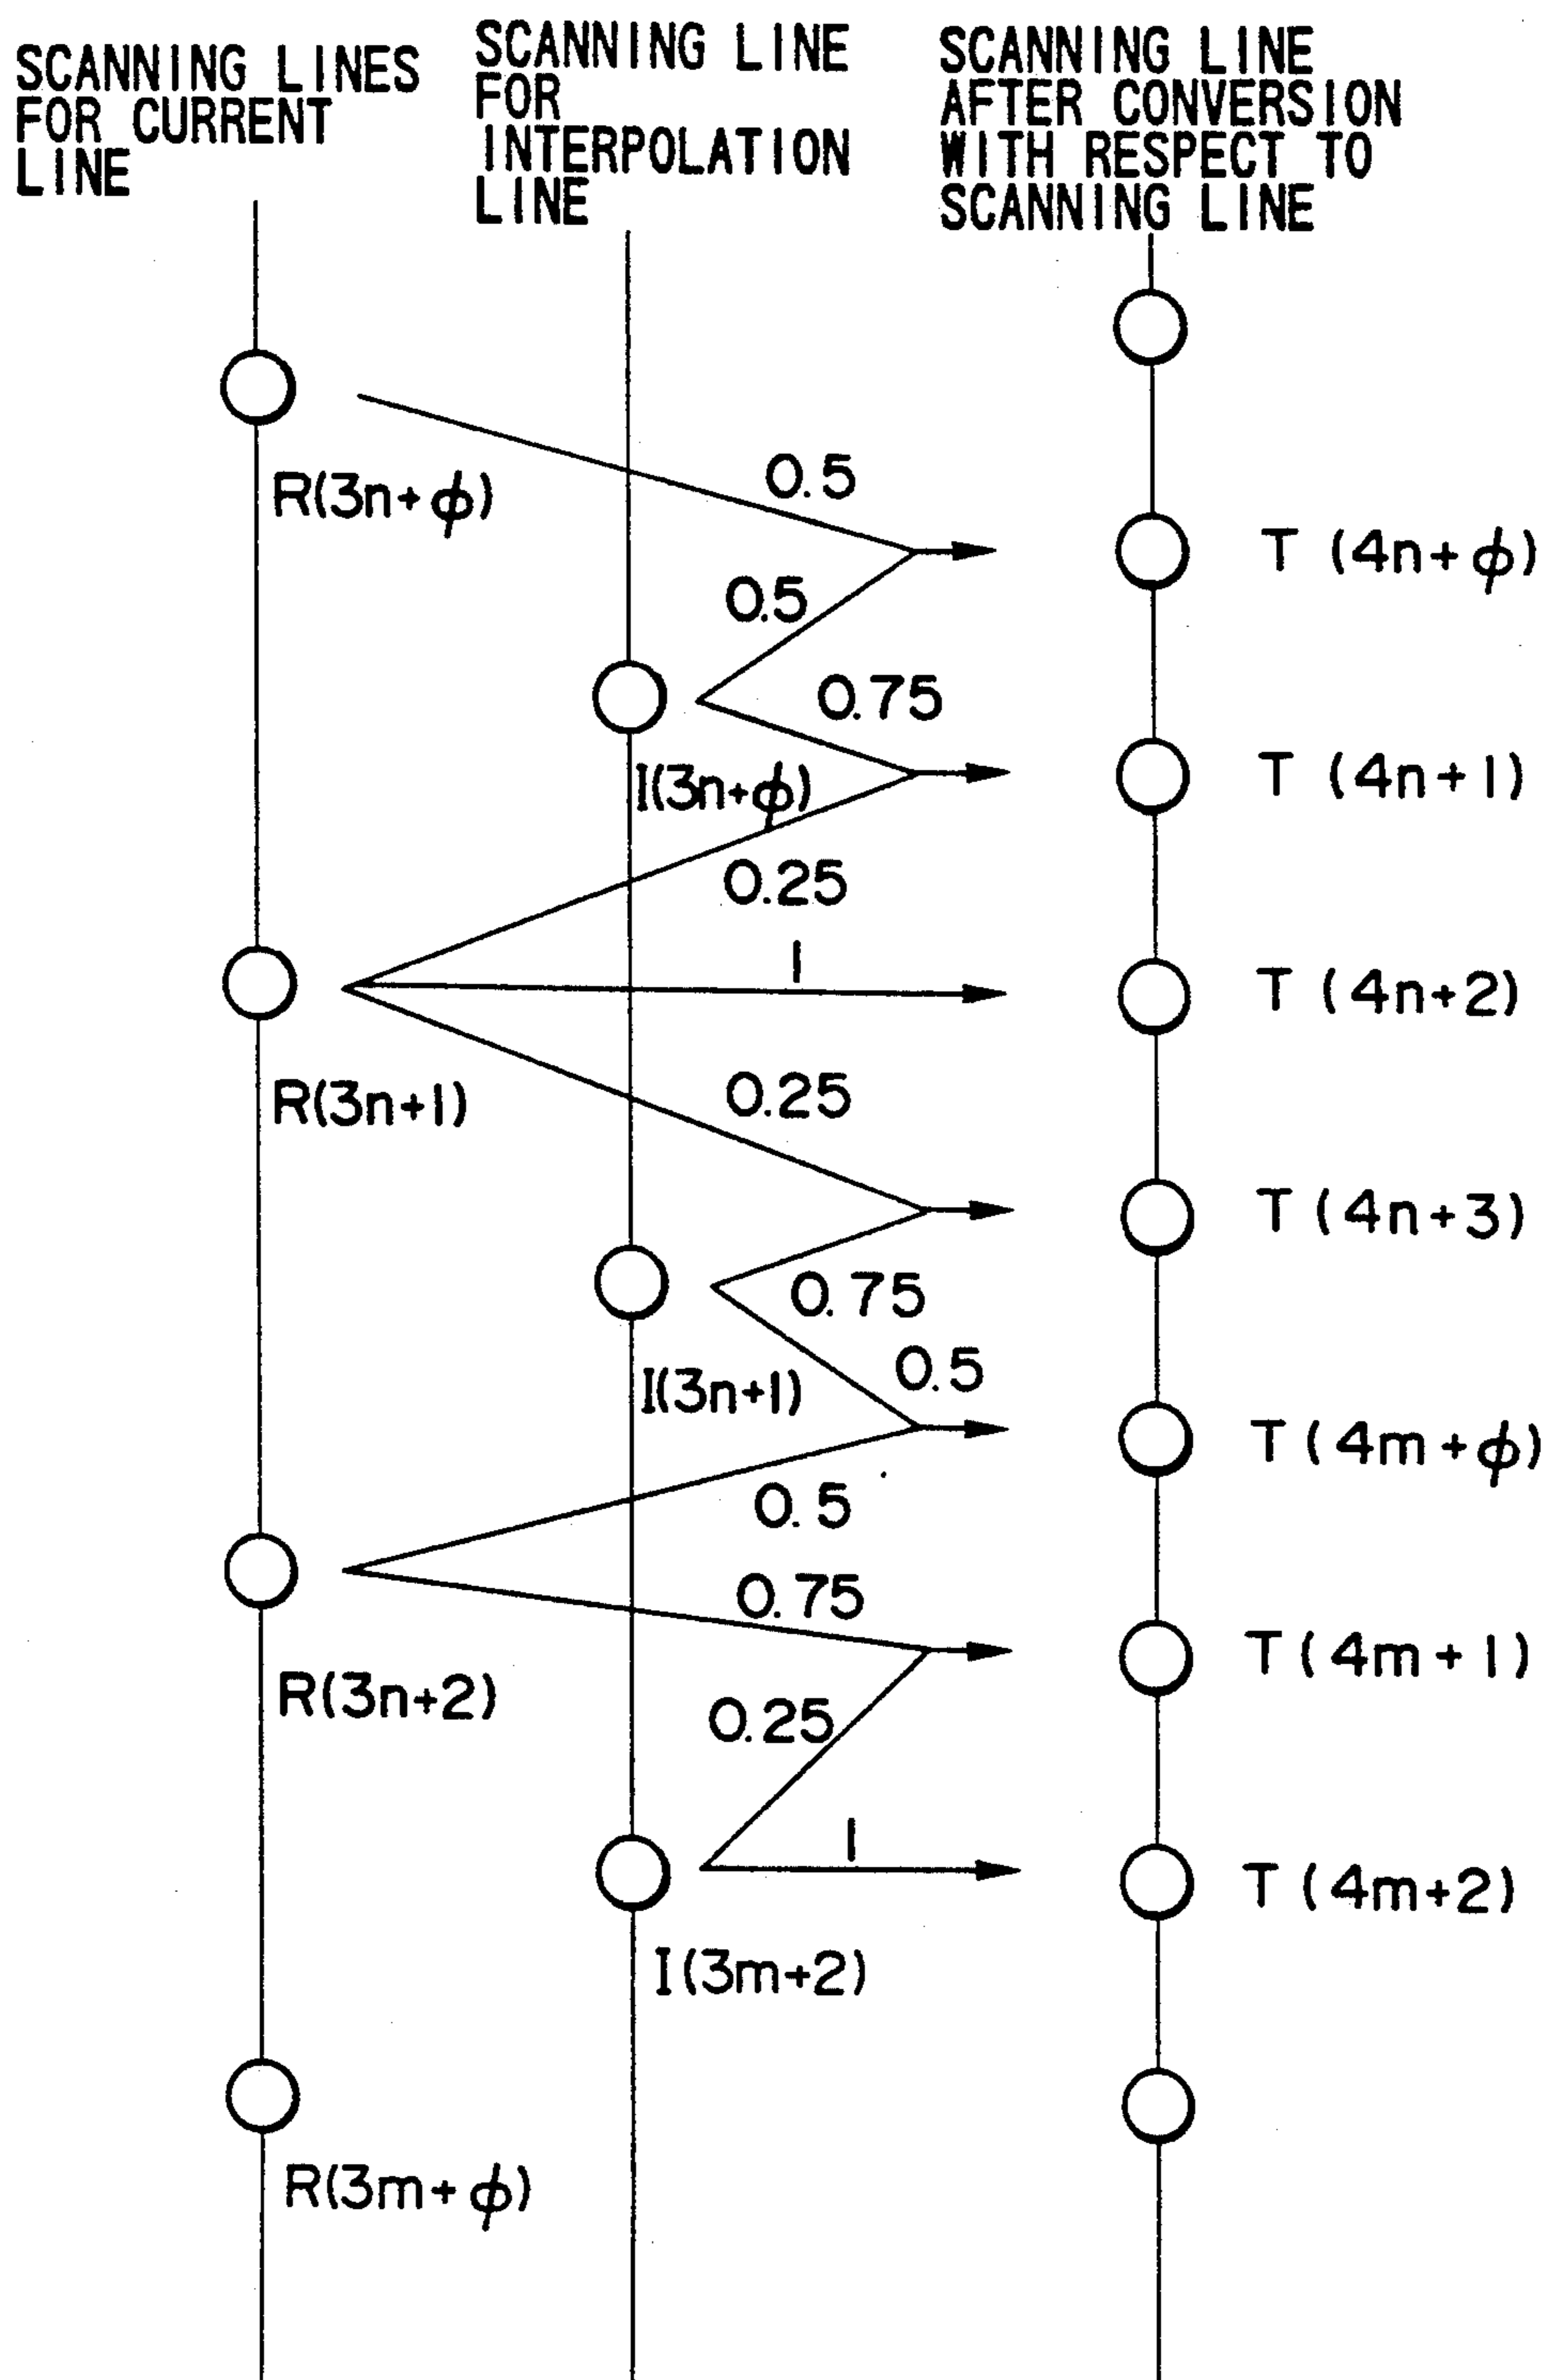 SCANNING LINES
FOR CURRENT
LINE
SCANNING LINE
FOR
INTERPOLATION
LINE
SCANNING LINE
AFTER CONVERSION
WITH RESPECT TO
SCANNING LINE
R(3n+ϕ)
0.5
T (4n+ϕ)
0.5
0.75
I(3n+ϕ)
T (4n+1)
0.25
1
T (4n+2)
R(3n+1)
0.25
T (4n+3)
0.75
0.5
I(3n+1)
T (4m+ϕ)
0.5
0.75
T (4m+1)
R(3n+2)
0.25
1
T (4m+2)
I(3m+2)
R(3m+ϕ)